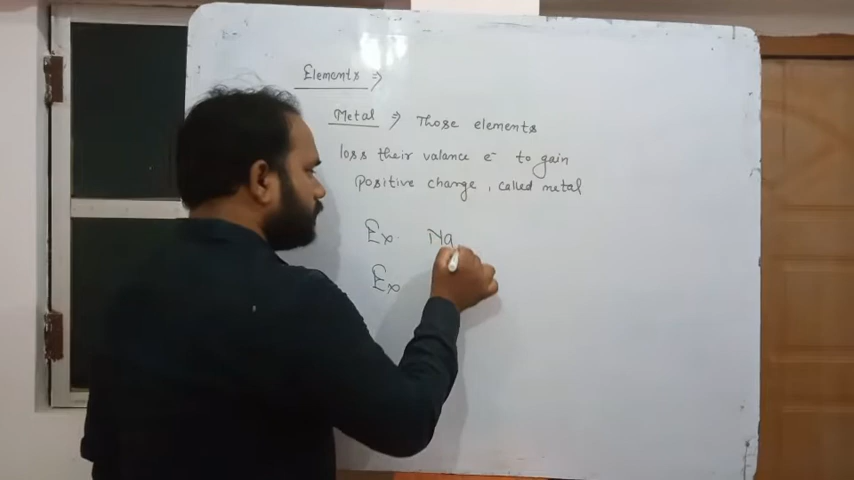 Elements ⇒
Metal ⇒ Those elements
loss their valance e⁻ to gain
positive charge, called metal
Ex. Na
Ex